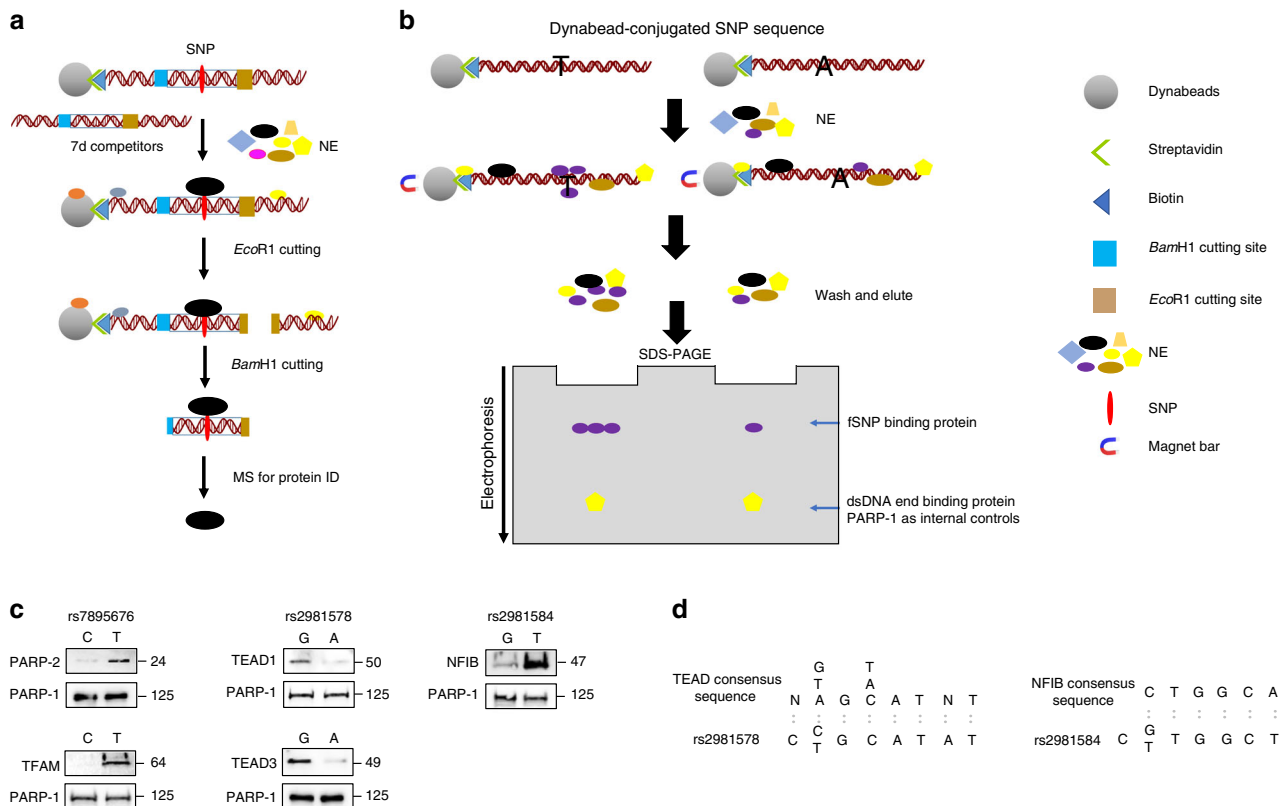 a
SNP
7d competitors
NE
EcoR1 cutting
BamH1 cutting
MS for protein ID
b
Dynabead-conjugated SNP sequence
T
A
NE
T
A
Wash and elute
SDS-PAGE
Electrophoresis
fSNP binding protein
dsDNA end binding protein
PARP-1 as internal controls
Dynabeads
Streptavidin
Biotin
BamH1 cutting site
EcoR1 cutting site
NE
SNP
Magnet bar
c
rs7895676
C T
PARP-2 24
PARP-1 125
C T
TFAM 64
PARP-1 125
rs2981578
G A
TEAD1 50
PARP-1 125
G A
TEAD3 49
PARP-1 125
rs2981584
G T
NFIB 47
PARP-1 125
d
TEAD consensus
sequence
G T
T A
N A G C A T N T
rs2981578
C
C T G C A T A T
NFIB consensus
sequence
C T G G C A
rs2981584
G
C T T G G C T